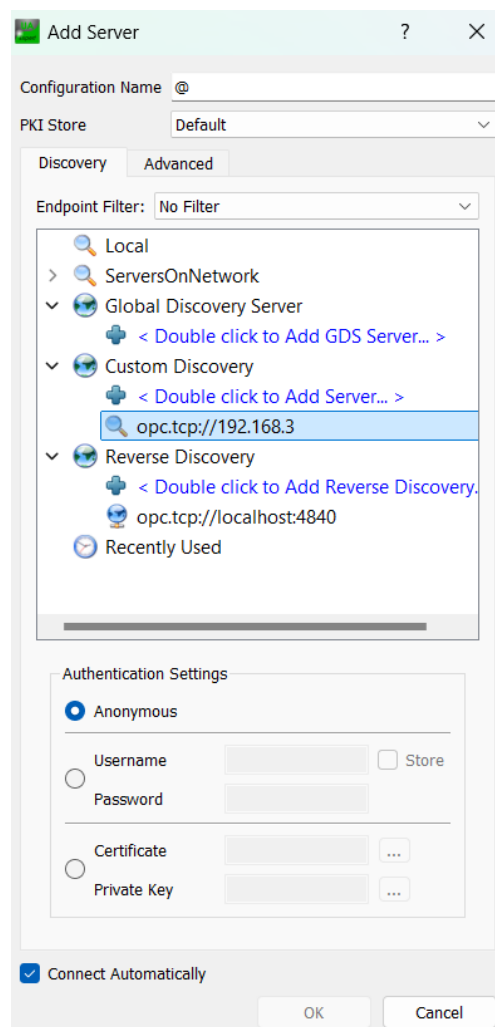 Add Server ? ×
Configuration Name @
PKI Store Default
Discovery Advanced
Endpoint Filter: No Filter
Local
ServersOnNetwork
Global Discovery Server
< Double click to Add GDS Server... >
Custom Discovery
< Double click to Add Server... >
opc.tcp://192.168.3
Reverse Discovery
< Double click to Add Reverse Discovery.
opc.tcp://localhost:4840
Recently Used
Authentication Settings
Anonymous
Username Store
Password
Certificate ...
Private Key ...
Connect Automatically
OK Cancel